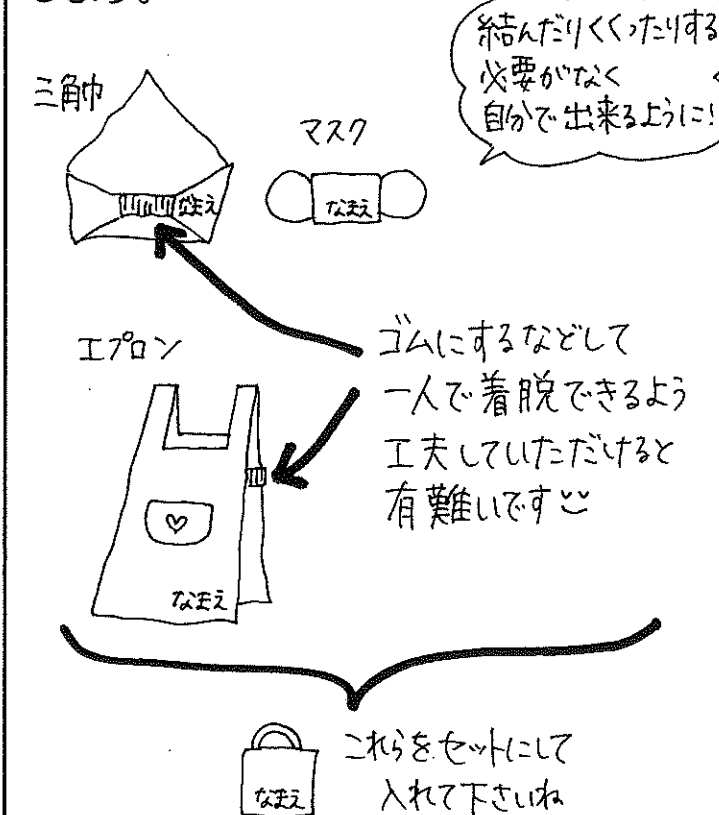 結んだりくくったりする
必要がなく
自分で出来るように!
三角巾
なまえ
マスク
なまえ
エプロン
なまえ
ゴムにするなどして
一人で着脱できるよう
工夫していただけると
有難いです
これらをセットにして
入れて下さいね
なまえ